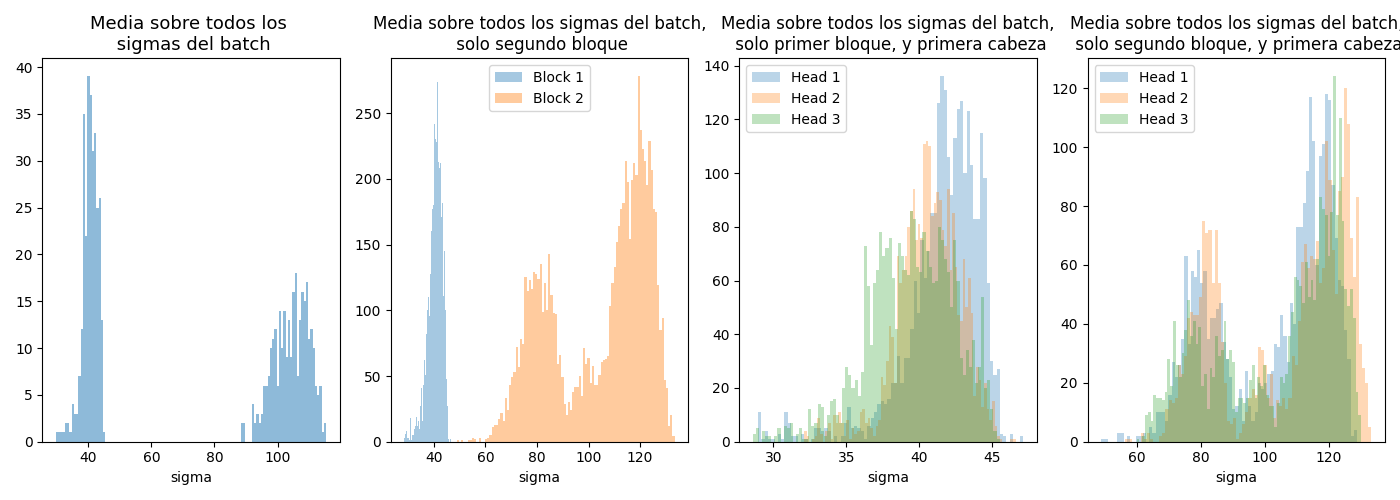 Media sobre todos los
sigmas del batch
40
35
30
25
20
15
10
5
0
40
60
80
100
sigma
Media sobre todos los sigmas del batch,
solo segundo bloque
Block 1
Block 2
250
200
150
100
50
0
40
60
80
100
120
sigma
Media sobre todos los sigmas del batch,
solo primer bloque, y primera cabeza
Head 1
Head 2
Head 3
140
120
100
80
60
40
20
0
30
35
40
45
sigma
Media sobre todos los sigmas del batch,
solo segundo bloque, y primera cabeza
Head 1
Head 2
Head 3
120
100
80
60
40
20
0
60
80
100
120
sigma